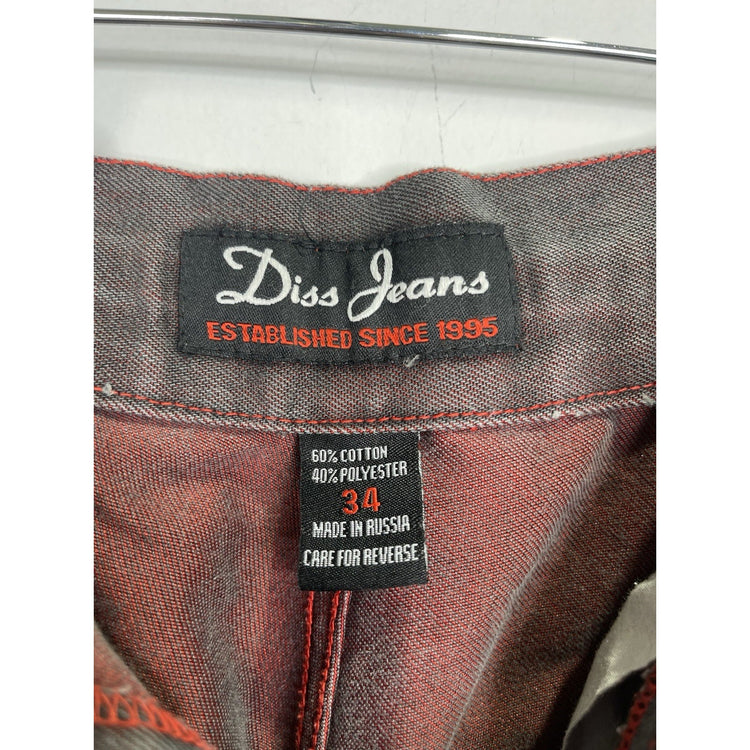 Diss Jeans
ESTABLISHED SINCE 1995
60% COTTON
40% POLYESTER
34
MADE IN RUSSIA
CARE FOR REVERSE